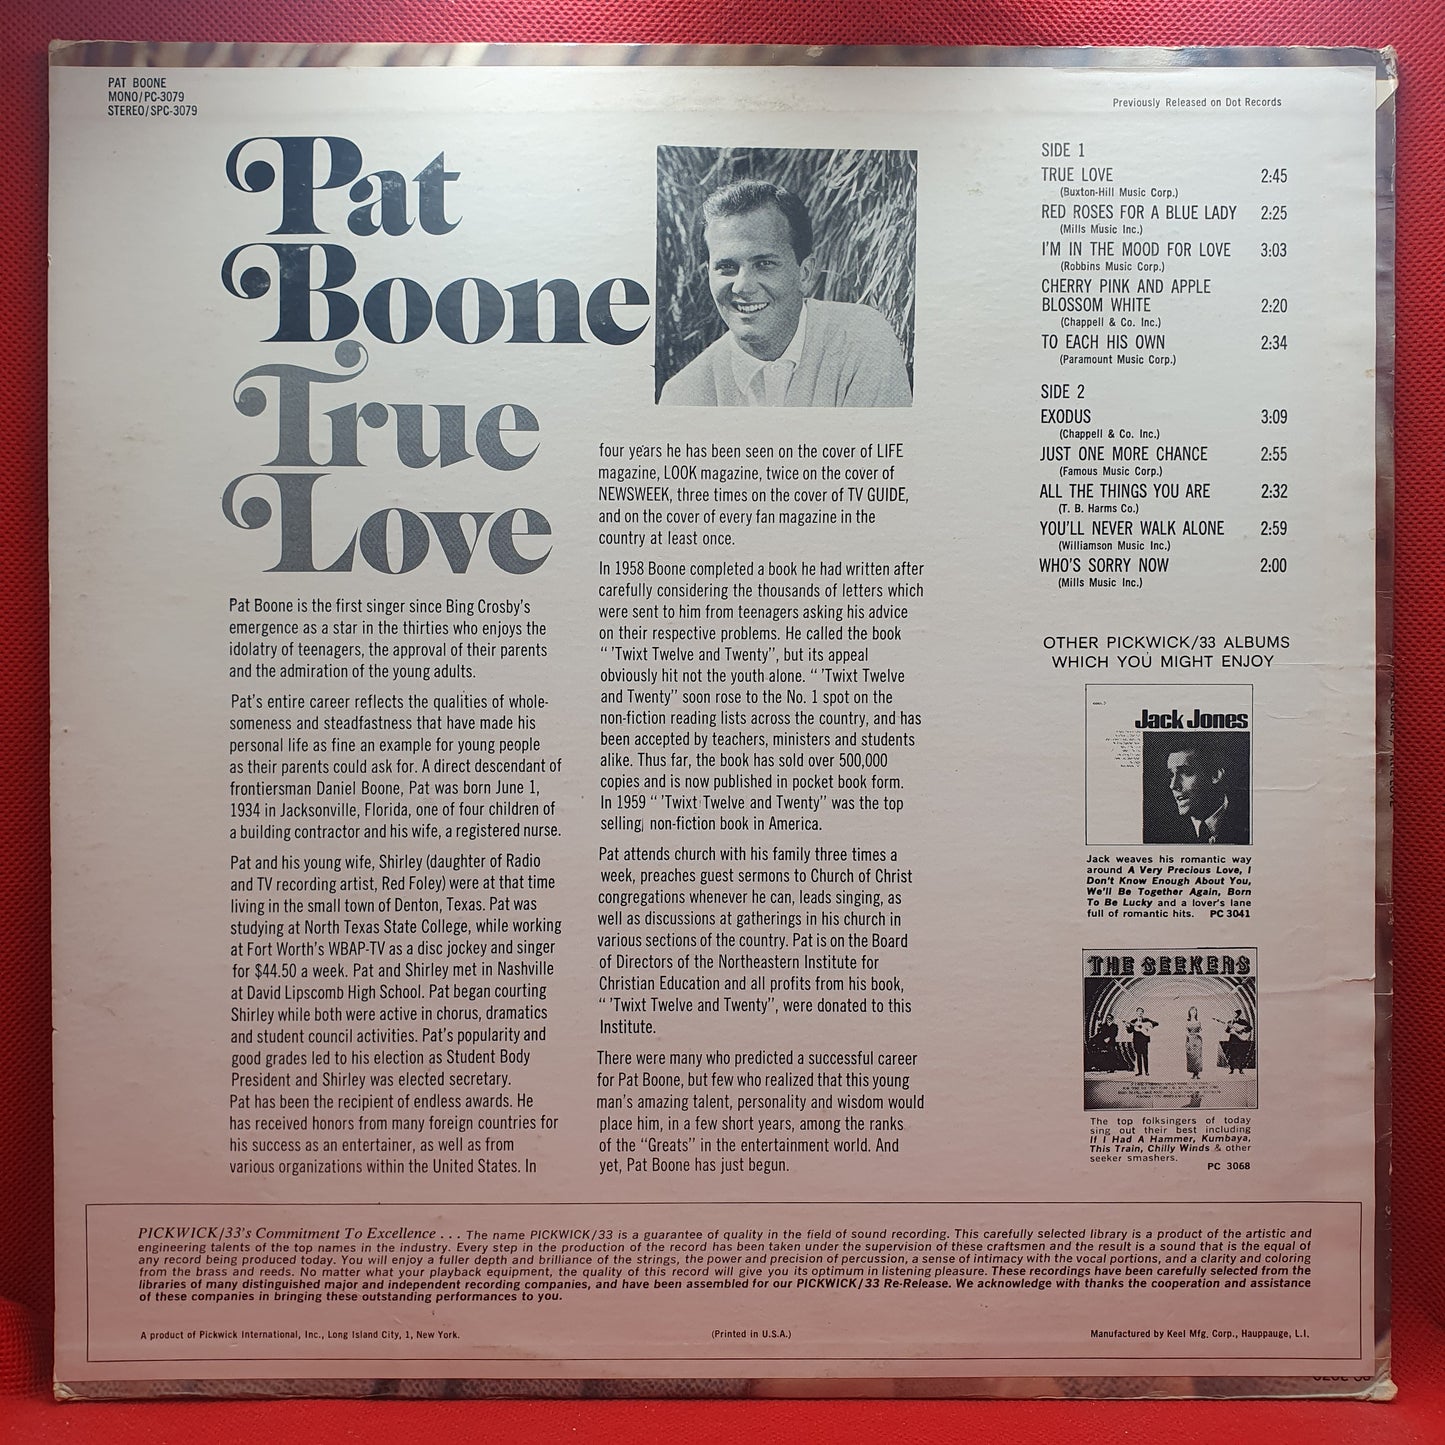 PAT BOONE
MONO/PC-3079
STEREO/SPC-3079
Previously Released on Dot Records
Pat
Boone
True
Love
Pat Boone is the first singer since Bing Crosby's
emergence as a star in the thirties who enjoys the
idolatry of teenagers, the approval of their parents
and the admiration of the young adults.
Pat's entire career reflects the qualities of whole-
someness and steadfastness that have made his
personal life as fine an example for young people
as their parents could ask for. A direct descendant of
frontiersman Daniel Boone, Pat was born June 1,
1934 in Jacksonville, Florida, one of four children of
a building contractor and his wife, a registered nurse.
Pat and his young wife, Shirley (daughter of Radio
and TV recording artist, Red Foley) were at that time
living in the small town of Denton, Texas. Pat was
studying at North Texas State College, while working
at Fort Worth's WBAP-TV as a disc jockey and singer
for $44.50 a week. Pat and Shirley met in Nashville
at David Lipscomb High School. Pat began courting
Shirley while both were active in chorus, dramatics
and student council activities. Pat's popularity and
good grades led to his election as Student Body
President and Shirley was elected secretary.
Pat has been the recipient of endless awards. He
has received honors from many foreign countries for
his success as an entertainer, as well as from
various organizations within the United States. In
four years he has been seen on the cover of LIFE
magazine, LOOK magazine, twice on the cover of
NEWSWEEK, three times on the cover of TV GUIDE,
and on the cover of every fan magazine in the
country at least once.
In 1958 Boone completed a book he had written after
carefully considering the thousands of letters which
were sent to him from teenagers asking his advice
on their respective problems. He called the book
" 'Twixt Twelve and Twenty", but its appeal
obviously hit not the youth alone. " 'Twixt Twelve
and Twenty" soon rose to the No. 1 spot on the
non-fiction reading lists across the country, and has
been accepted by teachers, ministers and students
alike. Thus far, the book has sold over 500,000
copies and is now published in pocket book form.
In 1959 " 'Twixt Twelve and Twenty" was the top
selling non-fiction book in America.
Pat attends church with his family three times a
week, preaches guest sermons to Church of Christ
congregations whenever he can, leads singing, as
well as discussions at gatherings in his church in
various sections of the country. Pat is on the Board
of Directors of the Northeastern Institute for
Christian Education and all profits from his book,
" 'Twixt Twelve and Twenty", were donated to this
Institute.
There were many who predicted a successful career
for Pat Boone, but few who realized that this young
man's amazing talent, personality and wisdom would
place him, in a few short years, among the ranks
of the "Greats" in the entertainment world. And
yet, Pat Boone has just begun.
SIDE 1
TRUE LOVE 2:45
(Buxton-Hill Music Corp.)
RED ROSES FOR A BLUE LADY 2:25
(Mills Music Inc.)
I'M IN THE MOOD FOR LOVE 3:03
(Robbins Music Corp.)
CHERRY PINK AND APPLE
BLOSSOM WHITE 2:20
(Chappell & Co. Inc.)
TO EACH HIS OWN 2:34
(Paramount Music Corp.)
SIDE 2
EXODUS 3:09
(Chappell & Co. Inc.)
JUST ONE MORE CHANCE 2:55
(Famous Music Corp.)
ALL THE THINGS YOU ARE 2:32
(T. B. Harms Co.)
YOU'LL NEVER WALK ALONE 2:59
(Williamson Music Inc.)
WHO'S SORRY NOW 2:00
(Mills Music Inc.)
OTHER PICKWICK/33 ALBUMS
WHICH YOU MIGHT ENJOY
Jack Jones
Jack weaves his romantic way
around A Very Precious Love, I
Don't Know Enough About You,
We'll Be Together Again, Born
To Be Lucky and a lover's lane
full of romantic hits. PC 3041
THE SEEKERS
The top folksingers of today
sing out their best including
If I Had A Hammer, Kumbaya,
This Train, Chilly Winds & other
seeker smashers.
PC 3068
PICKWICK/33's Commitment To Excellence . . . The name PICKWICK/33 is a guarantee of quality in the field of sound recording. This carefully selected library is a product of the artistic and
engineering talents of the top names in the industry. Every step in the production of the record has been taken under the supervision of these craftsmen and the result is a sound that is the equal of
any record being produced today. You will enjoy a fuller depth and brilliance of the strings, the power and precision of percussion, a sense of intimacy with the vocal portions, and a clarity and coloring
from the brass and reeds. No matter what your playback equipment, the quality of this record will give you its optimum in listening pleasure. These recordings have been carefully selected from the
libraries of many distinguished major and independent recording companies, and have been assembled for our PICKWICK/33 Re-Release. We acknowledge with thanks the cooperation and assistance
of these companies in bringing these outstanding performances to you.
A product of Pickwick International, Inc., Long Island City, 1, New York.
(Printed in U.S.A.)
Manufactured by Keel Mfg. Corp., Hauppauge, L.I.